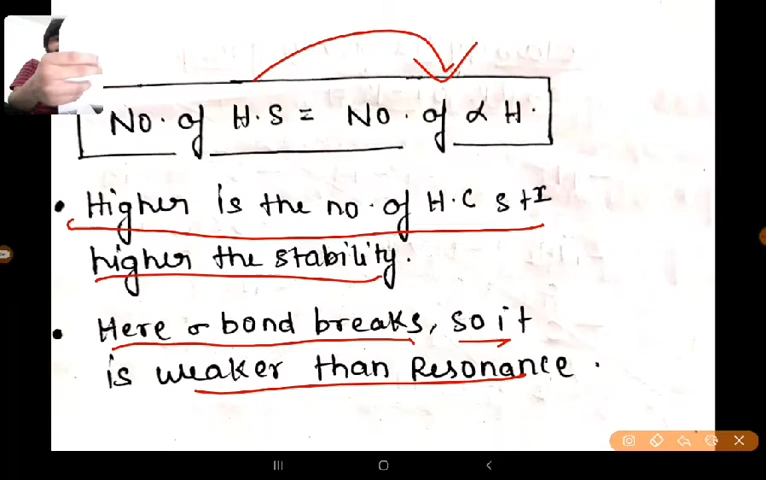 No. of H.S = No. of α H.
• Higher is the no. of H.C str
higher the stability.
• Here σ bond breaks, so it
is weaker than Resonance.